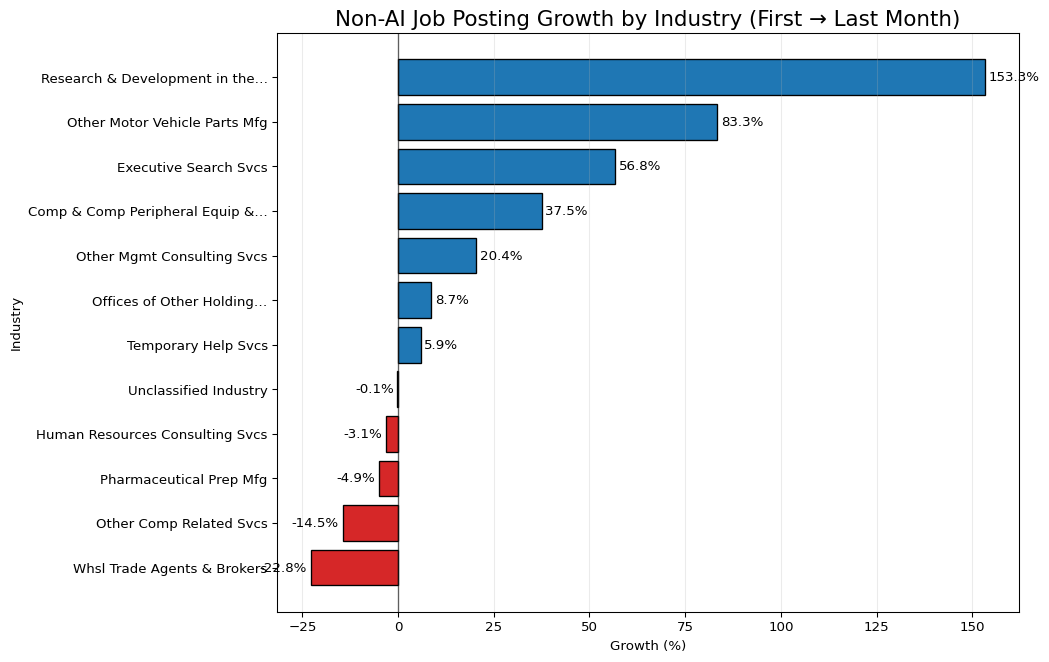 Non-AI Job Posting Growth by Industry (First → Last Month)
Research & Development in the… 153.3%
Other Motor Vehicle Parts Mfg 83.3%
Executive Search Svcs 56.8%
Comp & Comp Peripheral Equip &… 37.5%
Other Mgmt Consulting Svcs 20.4%
Offices of Other Holding… 8.7%
Temporary Help Svcs 5.9%
Unclassified Industry -0.1%
Human Resources Consulting Svcs -3.1%
Pharmaceutical Prep Mfg -4.9%
Other Comp Related Svcs -14.5%
Whsl Trade Agents & Brokers -22.8%
Industry
−25 0 25 50 75 100 125 150
Growth (%)